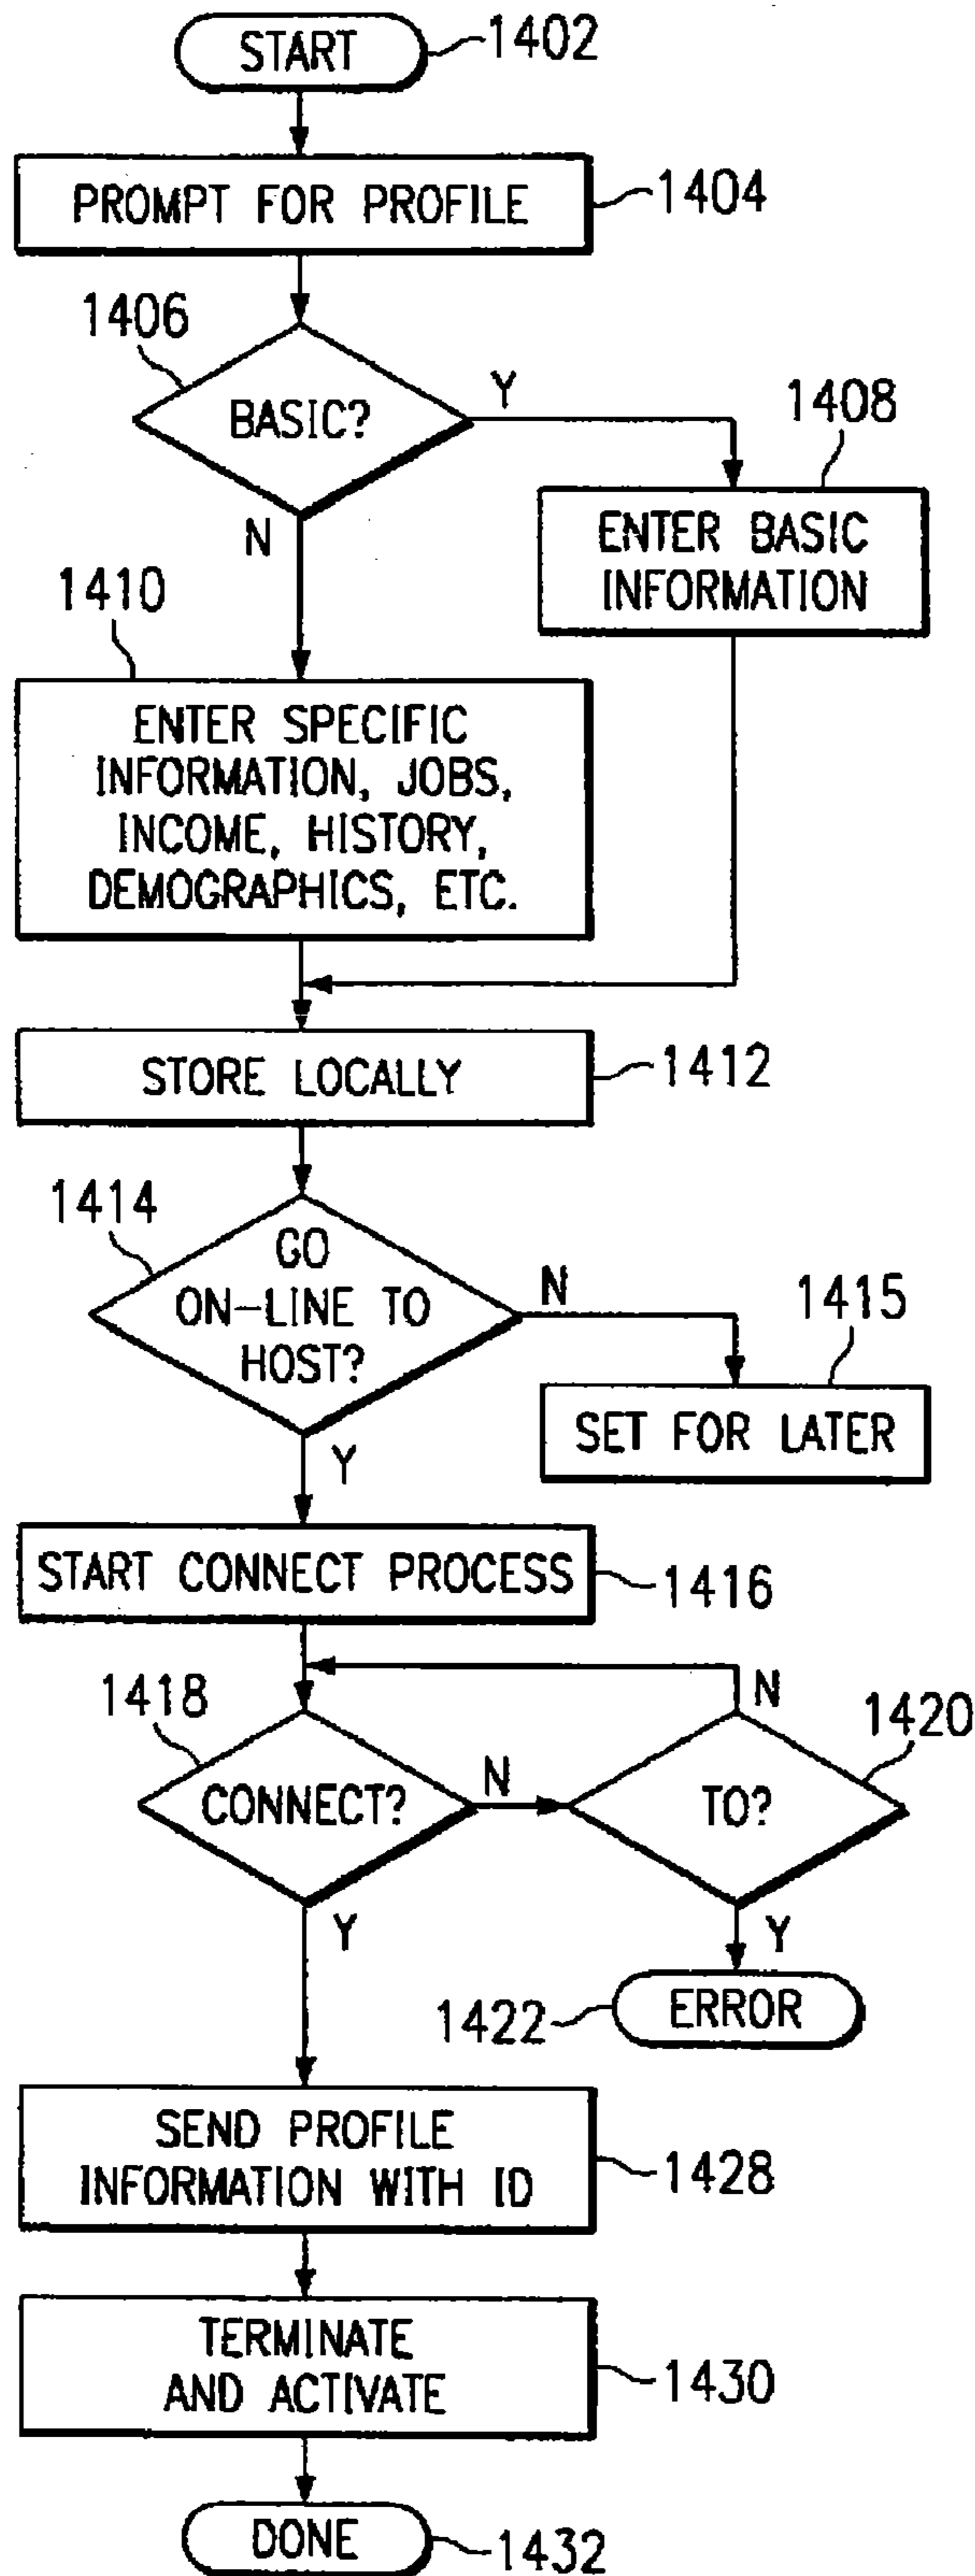 START
1402
PROMPT FOR PROFILE
1404
1406
BASIC?
Y
1408
N
ENTER BASIC
INFORMATION
1410
ENTER SPECIFIC
INFORMATION, JOBS,
INCOME, HISTORY,
DEMOGRAPHICS, ETC.
STORE LOCALLY
1412
1414
GO
ON-LINE TO
HOST?
N
1415
SET FOR LATER
Y
START CONNECT PROCESS
1416
1418
CONNECT?
N
N
1420
TO?
Y
Y
1422
ERROR
SEND PROFILE
INFORMATION WITH ID
1428
TERMINATE
AND ACTIVATE
1430
DONE
1432